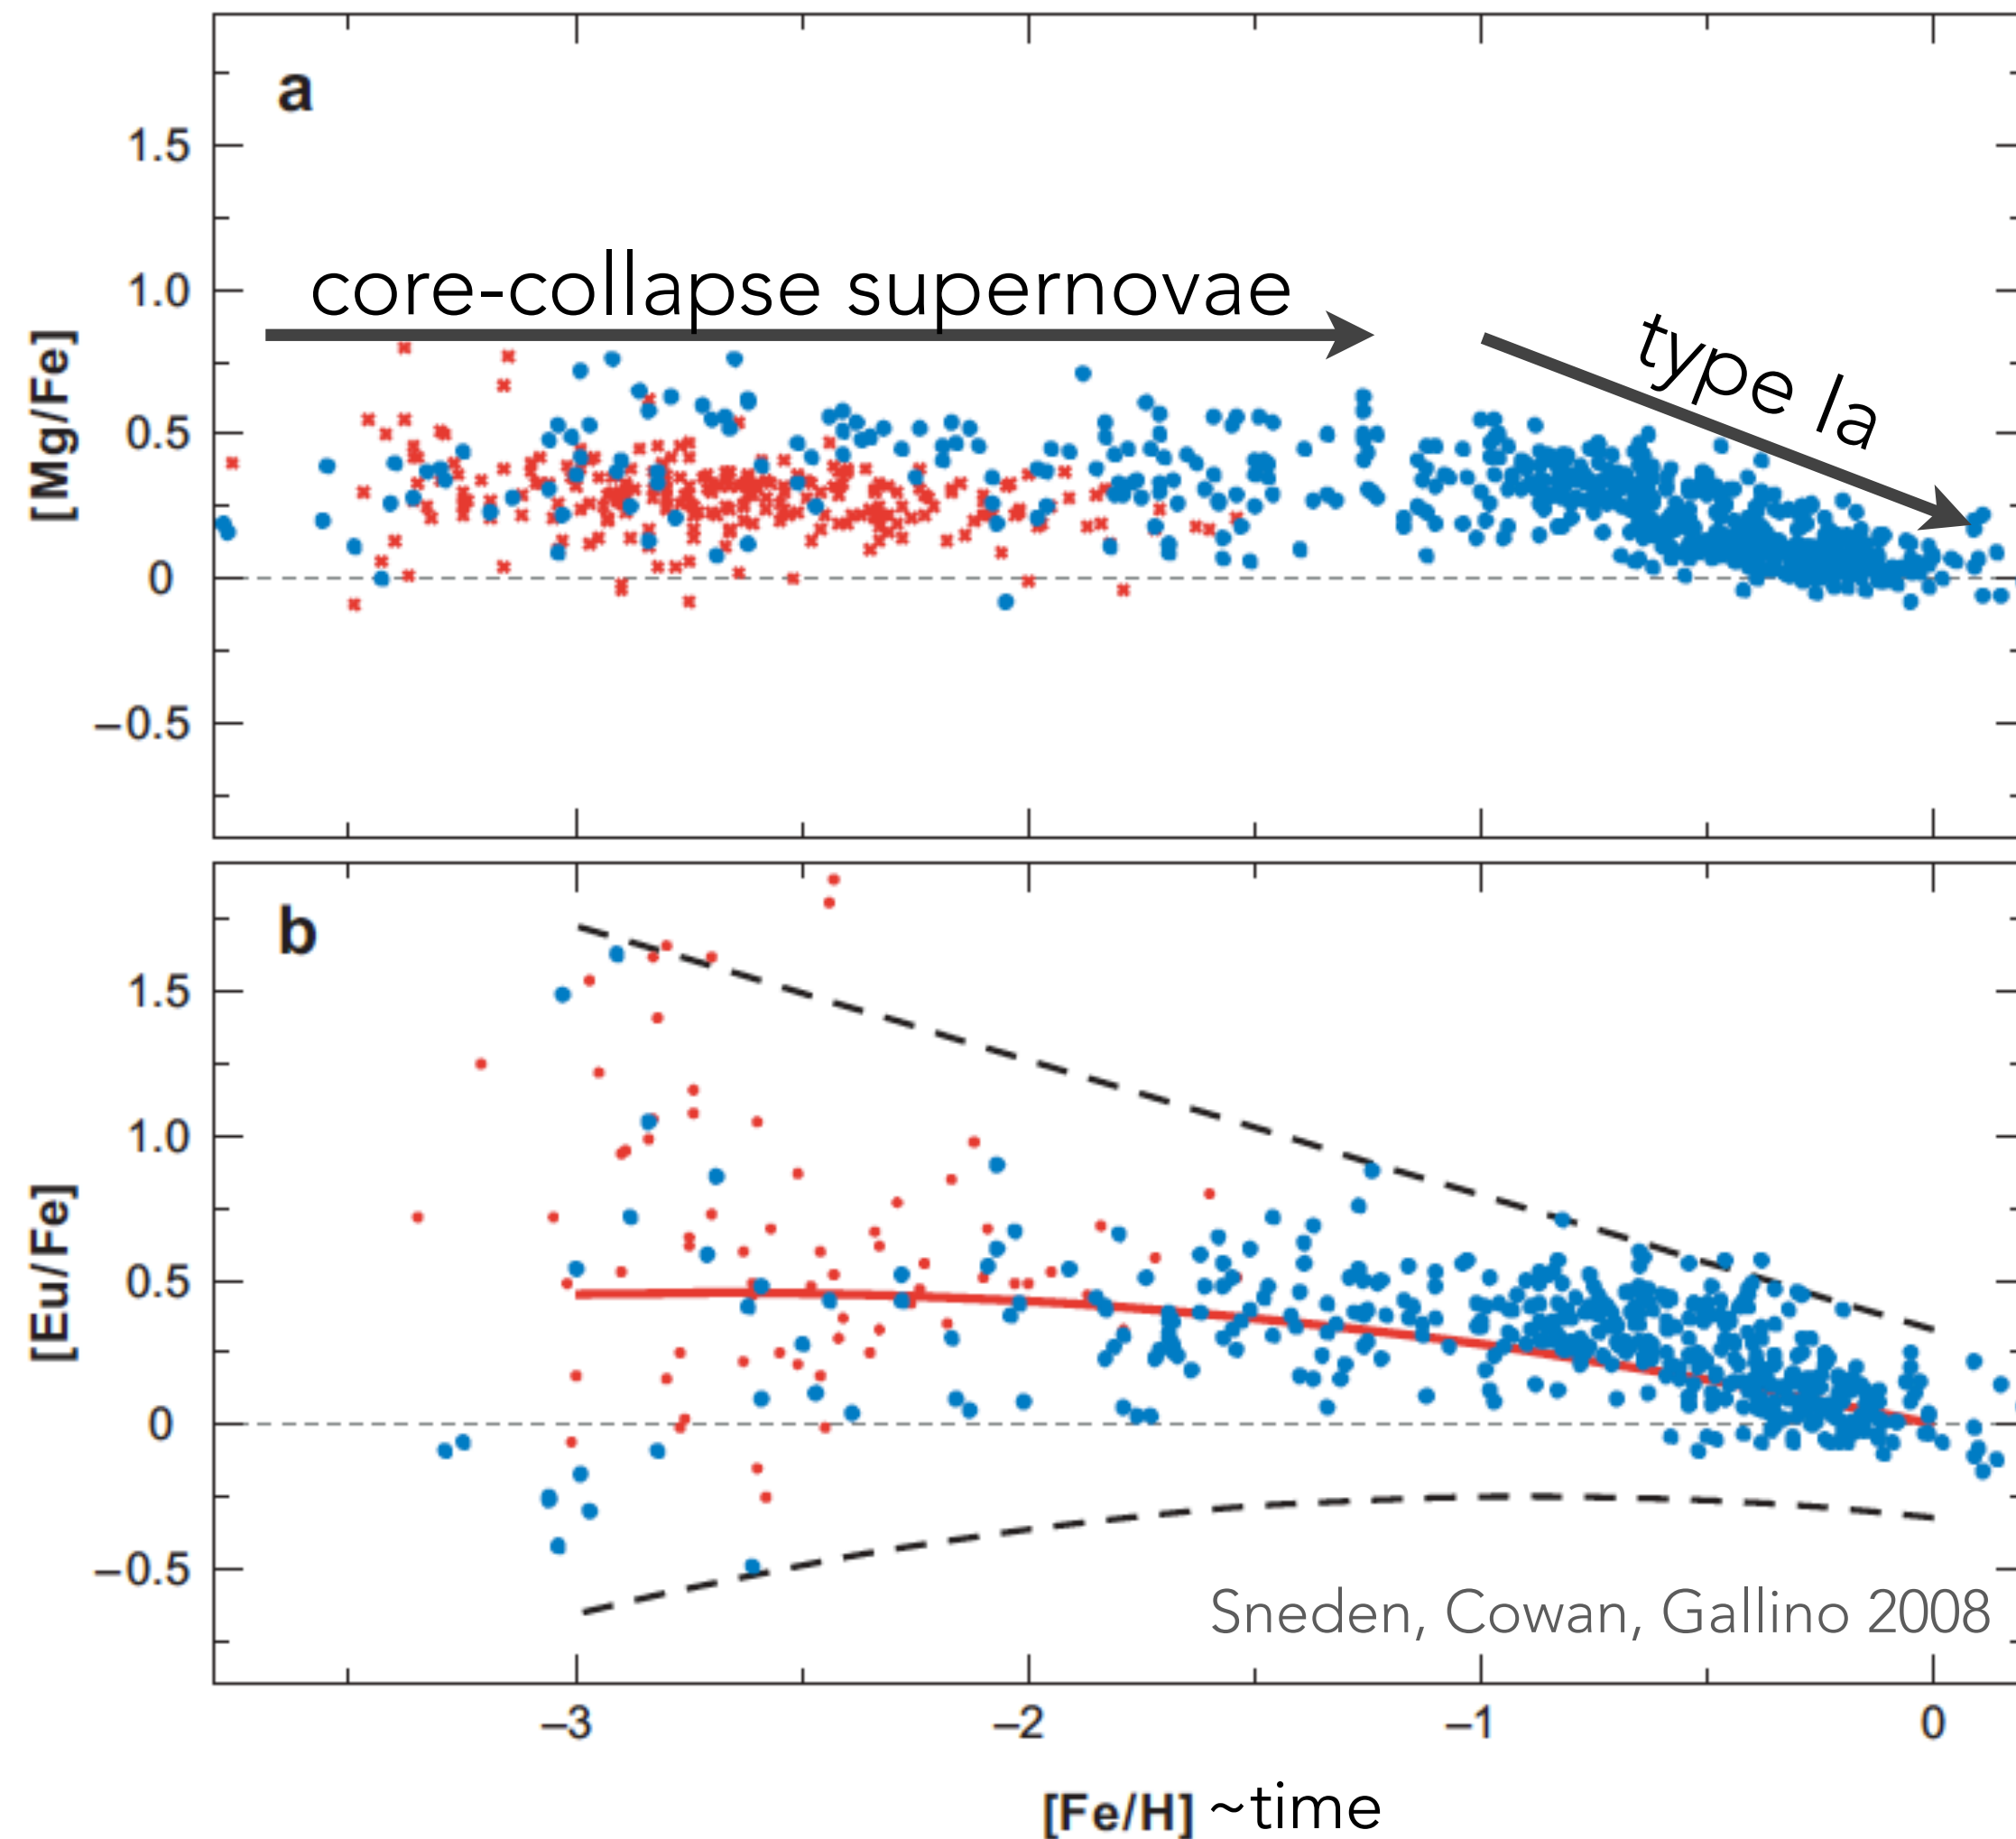 a
1.5
1.0
0.5
0
−0.5
[Mg/Fe]
core-collapse supernovae
type Ia
b
1.5
1.0
0.5
0
−0.5
[Eu/Fe]
Sneden, Cowan, Gallino 2008
−3 −2 −1 0
[Fe/H] ~time